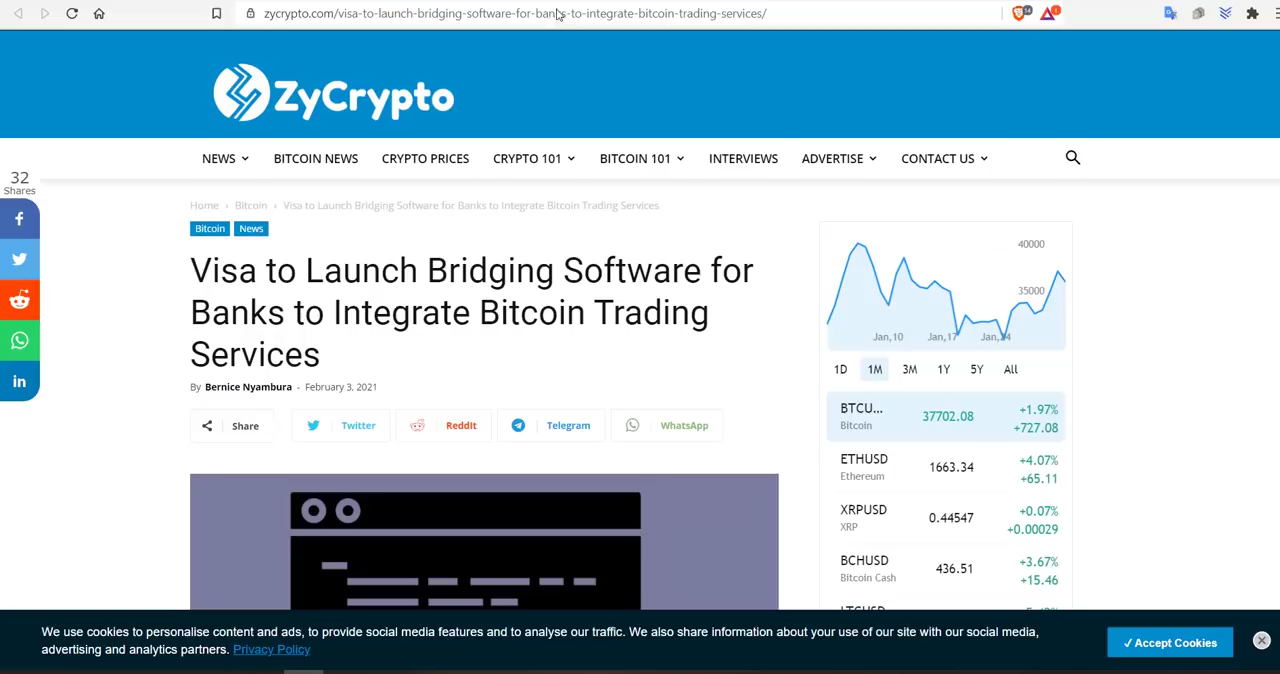 zycrypto.com/visa-to-launch-bridging-software-for-banks-to-integrate-bitcoin-trading-services/
14
1
ZyCrypto
NEWS BITCOIN NEWS CRYPTO PRICES CRYPTO 101 BITCOIN 101 INTERVIEWS ADVERTISE CONTACT US
32
Shares
Home › Bitcoin › Visa to Launch Bridging Software for Banks to Integrate Bitcoin Trading Services
Bitcoin News
Visa to Launch Bridging Software for
Banks to Integrate Bitcoin Trading
Services
By Bernice Nyambura - February 3, 2021
Share Twitter ReddIt Telegram WhatsApp
40000
35000
Jan,10 Jan,17 Jan,24
1D 1M 3M 1Y 5Y All
BTCU... 37702.08 +1.97%
Bitcoin +727.08
ETHUSD 1663.34 +4.07%
Ethereum +65.11
XRPUSD 0.44547 +0.07%
XRP +0.00029
BCHUSD 436.51 +3.67%
Bitcoin Cash +15.46
We use cookies to personalise content and ads, to provide social media features and to analyse our traffic. We also share information about your use of our site with our social media,
advertising and analytics partners. Privacy Policy
✓ Accept Cookies